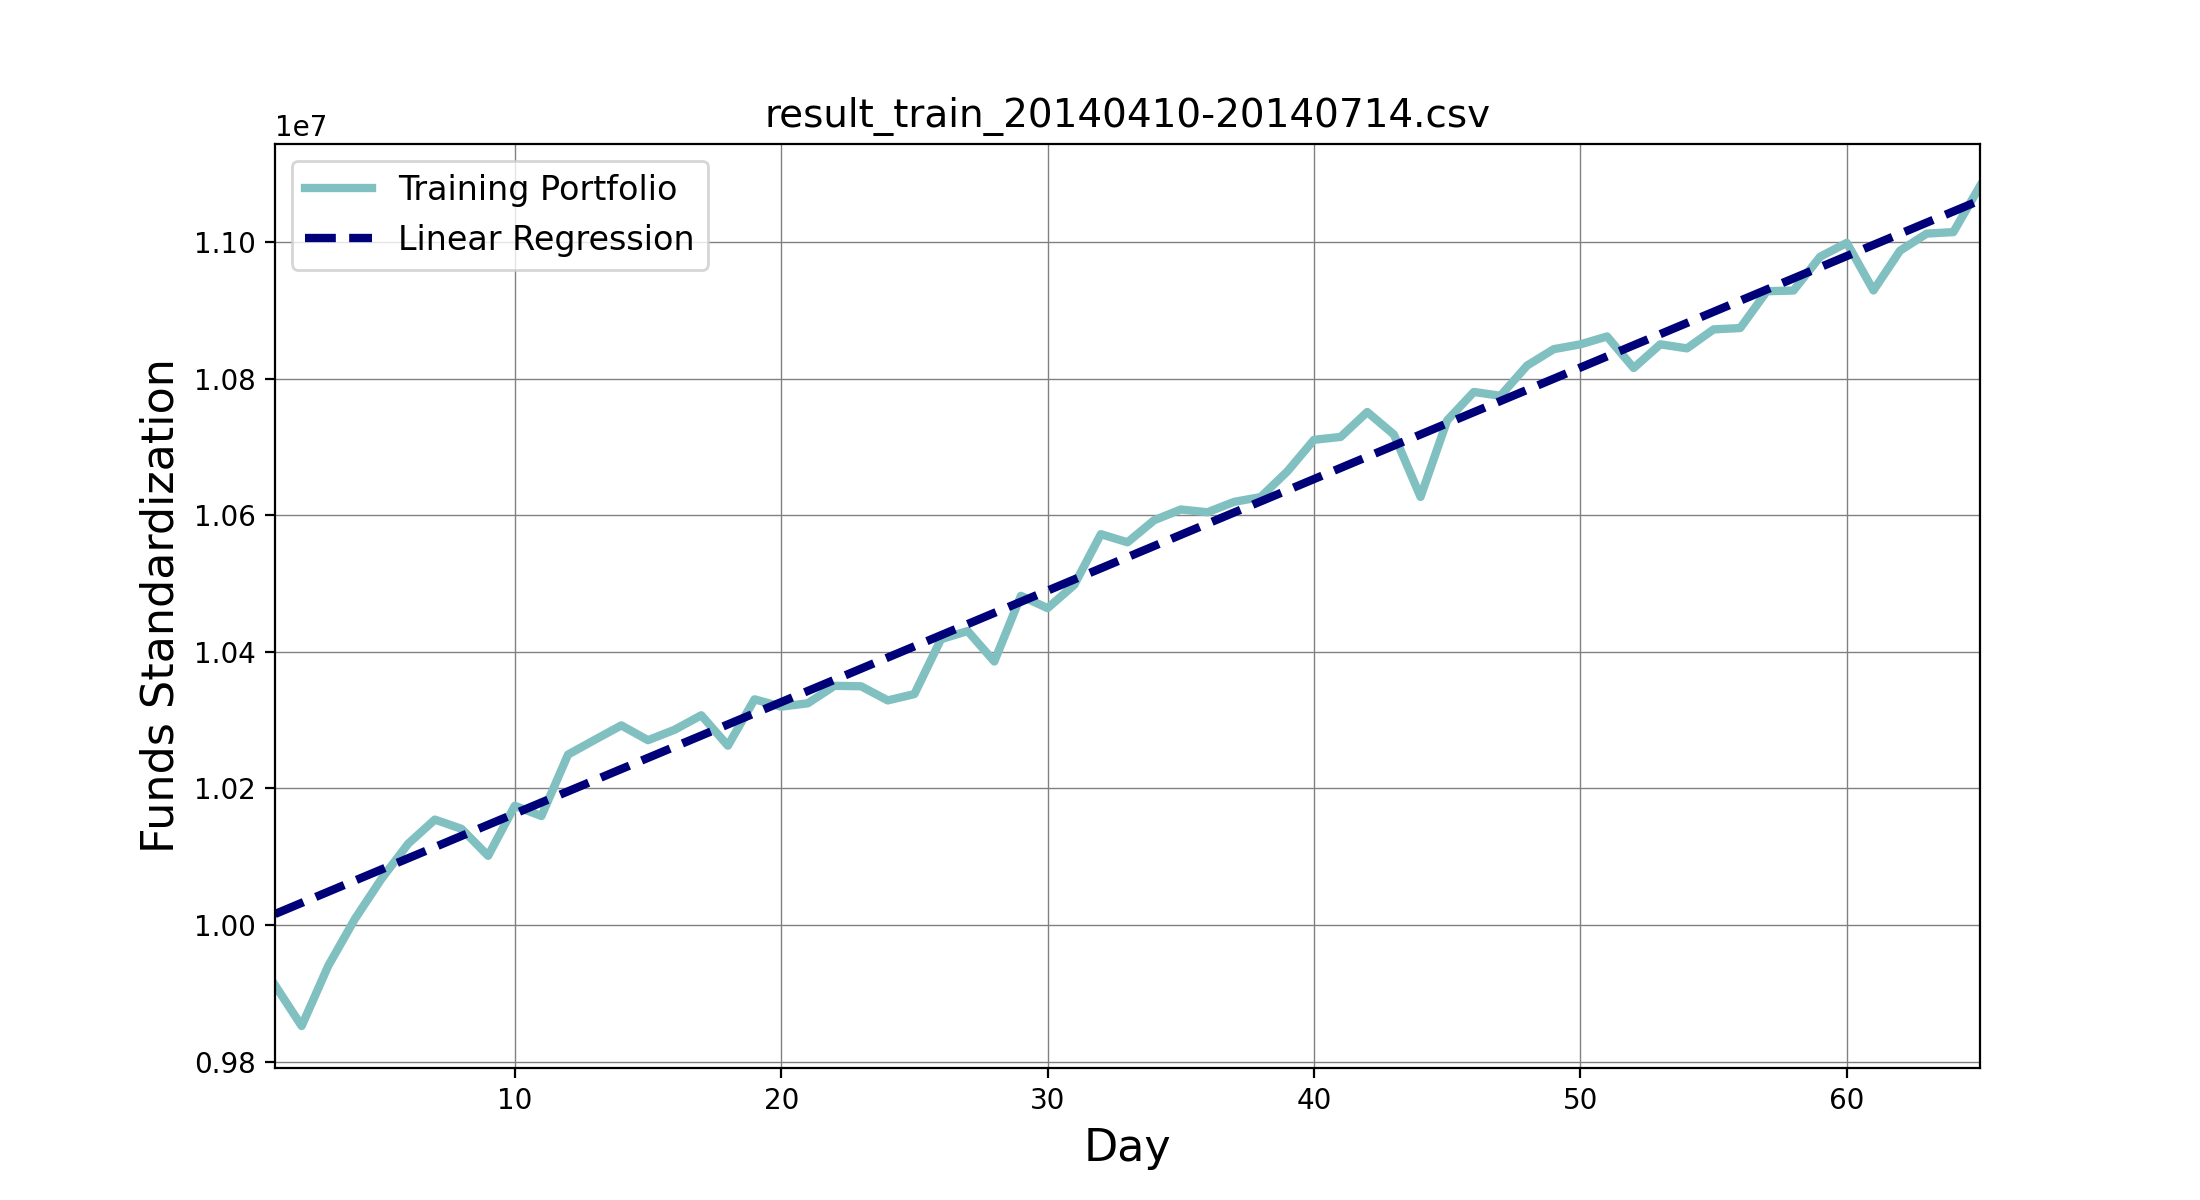 result_train_20140410-20140714.csv
1e7
Training Portfolio
Linear Regression
1.10
1.08
1.06
1.04
1.02
1.00
0.98
Funds Standardization
10 20 30 40 50 60
Day